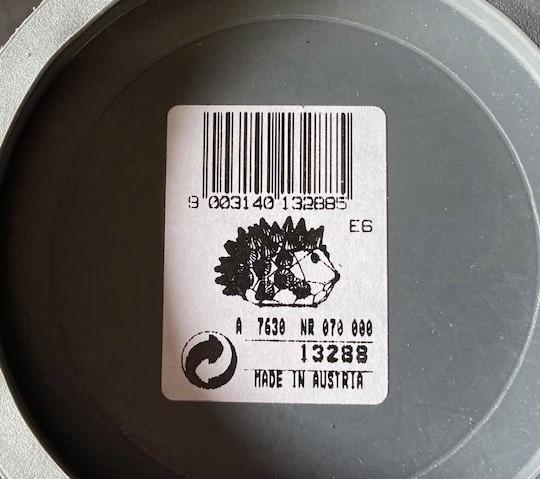 9 003140 132885
E6
A 7630 NR 070 000
13288
MADE IN AUSTRIA